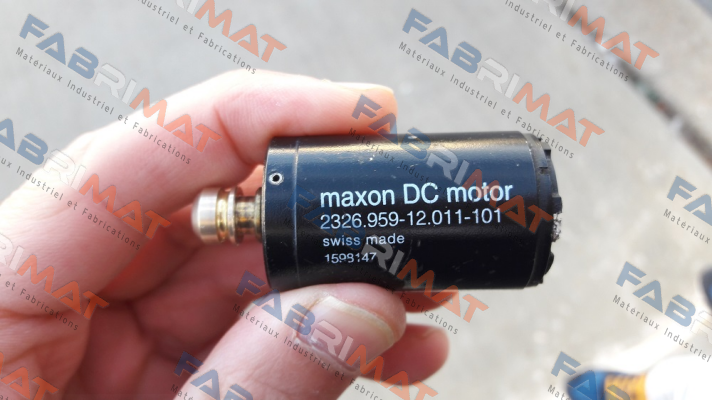 maxon DC motor
2326.959-12.011-101
swiss made
1598147
FABRIMAT
Materiaux Industriel et Fabrications